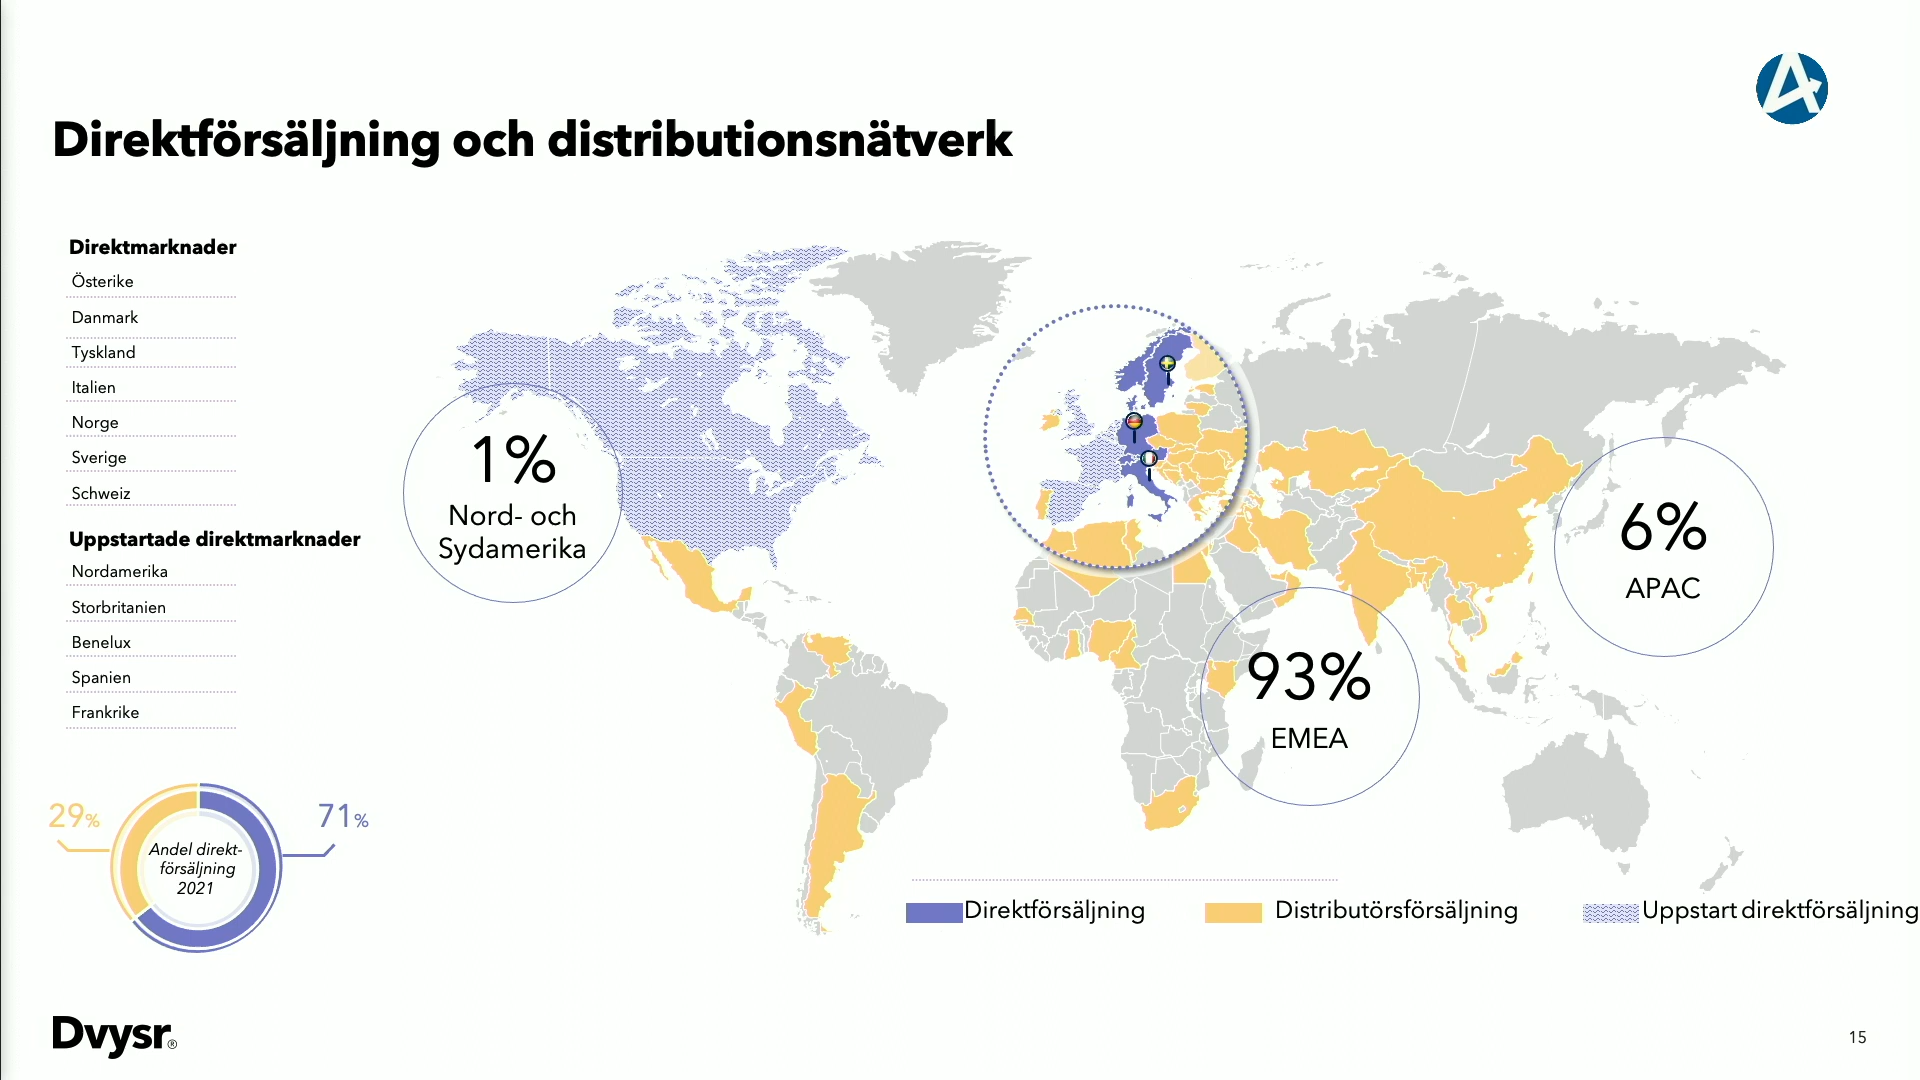 Direktförsäljning och distributionsnätverk
Direktmarknader
Österike
Danmark
Tyskland
Italien
Norge
Sverige
Schweiz
Uppstartade direktmarknader
Nordamerika
Storbritanien
Benelux
Spanien
Frankrike
29%
71%
Andel direkt-
försäljning
2021
1%
Nord- och
Sydamerika
93%
EMEA
6%
APAC
Direktförsäljning
Distributörsförsäljning
Uppstart direktförsäljning
Dvysr®
15